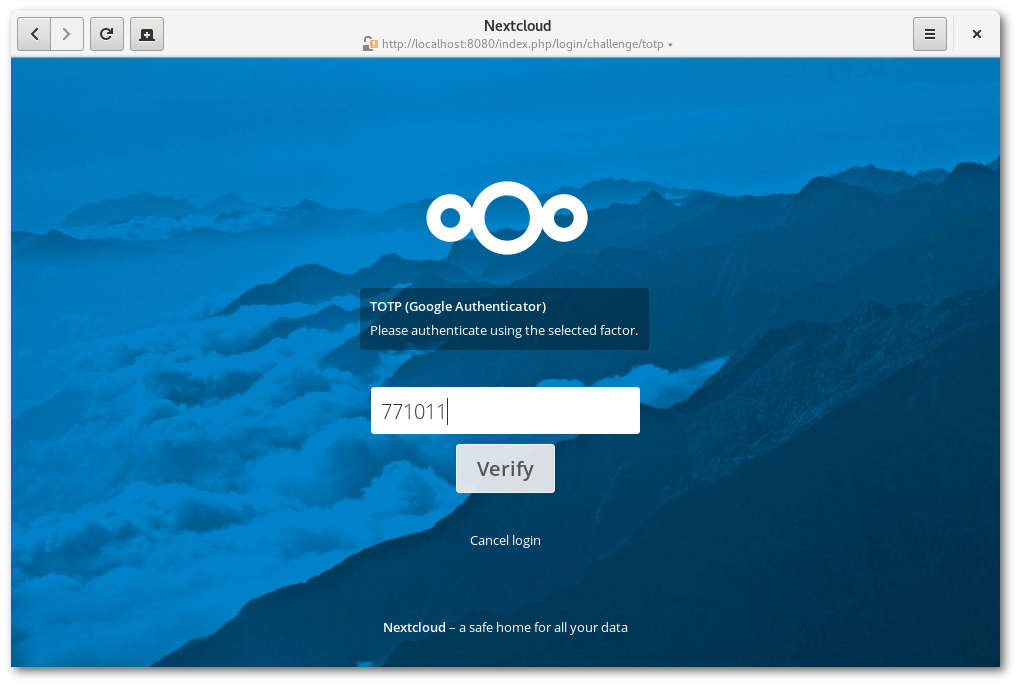 Nextcloud
http://localhost:8080/index.php/login/challenge/totp
TOTP (Google Authenticator)
Please authenticate using the selected factor.
771011
Verify
Cancel login
Nextcloud – a safe home for all your data